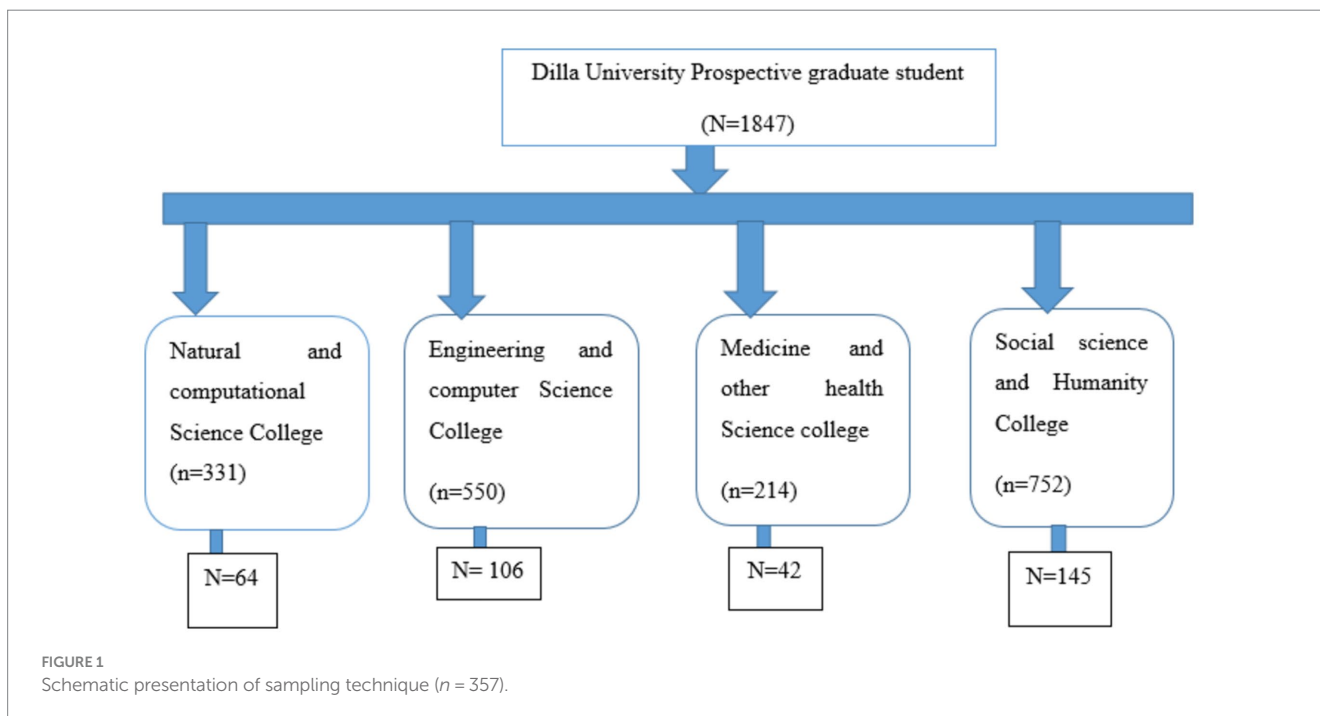 Dilla University Prospective graduate student
(N=1847)
Natural and
computational
Science College
(n=331)
Engineering and
computer Science
College
(n=550)
Medicine and
other health
Science college
(n=214)
Social science
and Humanity
College
(n=752)
N=64
N= 106
N=42
N=145
FIGURE 1
Schematic presentation of sampling technique (n = 357).